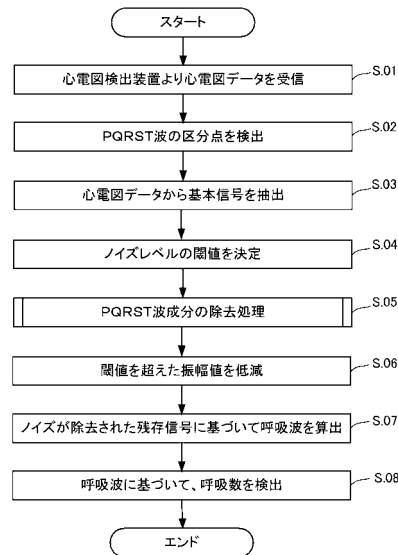 スタート
心電図検出装置より心電図データを受信
S.01
PQRST波の区分点を検出
S.02
心電図データから基本信号を抽出
S.03
ノイズレベルの閾値を決定
S.04
PQRST波成分の除去処理
S.05
閾値を超えた振幅値を低減
S.06
ノイズが除去された残存信号に基づいて呼吸波を算出
S.07
呼吸波に基づいて、呼吸数を検出
S.08
エンド